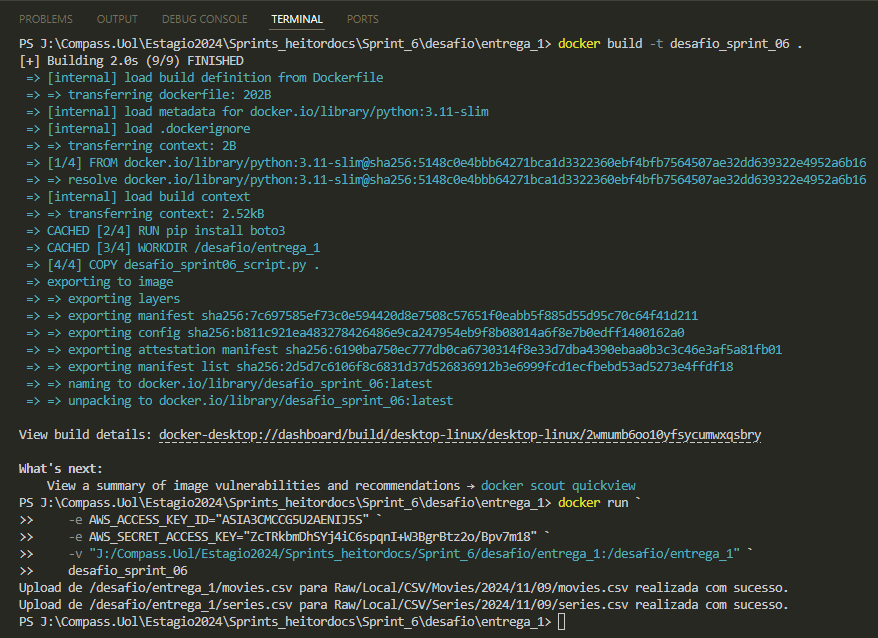 PROBLEMS OUTPUT DEBUG CONSOLE TERMINAL PORTS
PS J:\Compass.Uol\Estagio2024\Sprints_heitordocs\Sprint_6\desafio\entrega_1> docker build -t desafio_sprint_06 .
[+] Building 2.0s (9/9) FINISHED
=> [internal] load build definition from Dockerfile
=> => transferring dockerfile: 202B
=> [internal] load metadata for docker.io/library/python:3.11-slim
=> [internal] load .dockerignore
=> => transferring context: 2B
=> [1/4] FROM docker.io/library/python:3.11-slim@sha256:5148c0e4bbb64271bca1d3322360ebf4bfb7564507ae32dd639322e4952a6b16
=> => resolve docker.io/library/python:3.11-slim@sha256:5148c0e4bbb64271bca1d3322360ebf4bfb7564507ae32dd639322e4952a6b16
=> [internal] load build context
=> => transferring context: 2.52kB
=> CACHED [2/4] RUN pip install boto3
=> CACHED [3/4] WORKDIR /desafio/entrega_1
=> [4/4] COPY desafio_sprint06_script.py .
=> exporting to image
=> => exporting layers
=> => exporting manifest sha256:7c697585ef73c0e594420d8e7508c57651f0eabb5f885d55d95c70c64f41d211
=> => exporting config sha256:b811c921ea483278426486e9ca247954eb9f8b08014a6f8e7b0edff1400162a0
=> => exporting attestation manifest sha256:6190ba750ec777db0ca6730314f8e33d7dba4390ebaa0b3c3c46e3af5a81fb01
=> => exporting manifest list sha256:2d5d7c6106f8c6831d37d526836912b3e6999fcd1ecfbebd53ad5273e4ffdf18
=> => naming to docker.io/library/desafio_sprint_06:latest
=> => unpacking to docker.io/library/desafio_sprint_06:latest
View build details: docker-desktop://dashboard/build/desktop-linux/desktop-linux/2wmumb6oo10yfsycumwxqsbry
What's next:
View a summary of image vulnerabilities and recommendations → docker scout quickview
PS J:\Compass.Uol\Estagio2024\Sprints_heitordocs\Sprint_6\desafio\entrega_1> docker run `
>> -e AWS_ACCESS_KEY_ID="ASIA3CMCCG5U2AENIJ5S" `
>> -e AWS_SECRET_ACCESS_KEY="ZcTRkbmDhSYj4iC6spqnI+W3BgrBtz2o/Bpv7m18" `
>> -v "J:/Compass.Uol/Estagio2024/Sprints_heitordocs/Sprint_6/desafio/entrega_1:/desafio/entrega_1" `
>> desafio_sprint_06
Upload de /desafio/entrega_1/movies.csv para Raw/Local/CSV/Movies/2024/11/09/movies.csv realizada com sucesso.
Upload de /desafio/entrega_1/series.csv para Raw/Local/CSV/Series/2024/11/09/series.csv realizada com sucesso.
PS J:\Compass.Uol\Estagio2024\Sprints_heitordocs\Sprint_6\desafio\entrega_1>